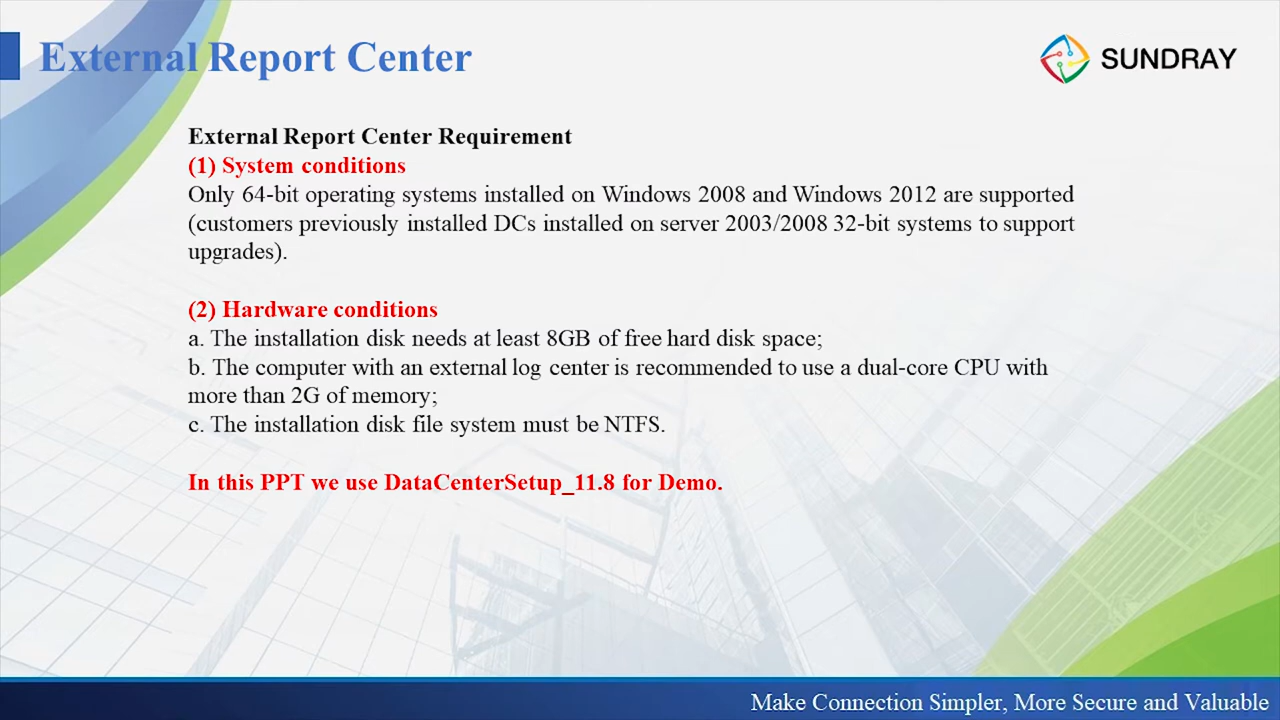 External Report Center
SUNDRAY
External Report Center Requirement
(1) System conditions
Only 64-bit operating systems installed on Windows 2008 and Windows 2012 are supported
(customers previously installed DCs installed on server 2003/2008 32-bit systems to support
upgrades).
(2) Hardware conditions
a. The installation disk needs at least 8GB of free hard disk space;
b. The computer with an external log center is recommended to use a dual-core CPU with
more than 2G of memory;
c. The installation disk file system must be NTFS.
In this PPT we use DataCenterSetup_11.8 for Demo.
Make Connection Simpler, More Secure and Valuable